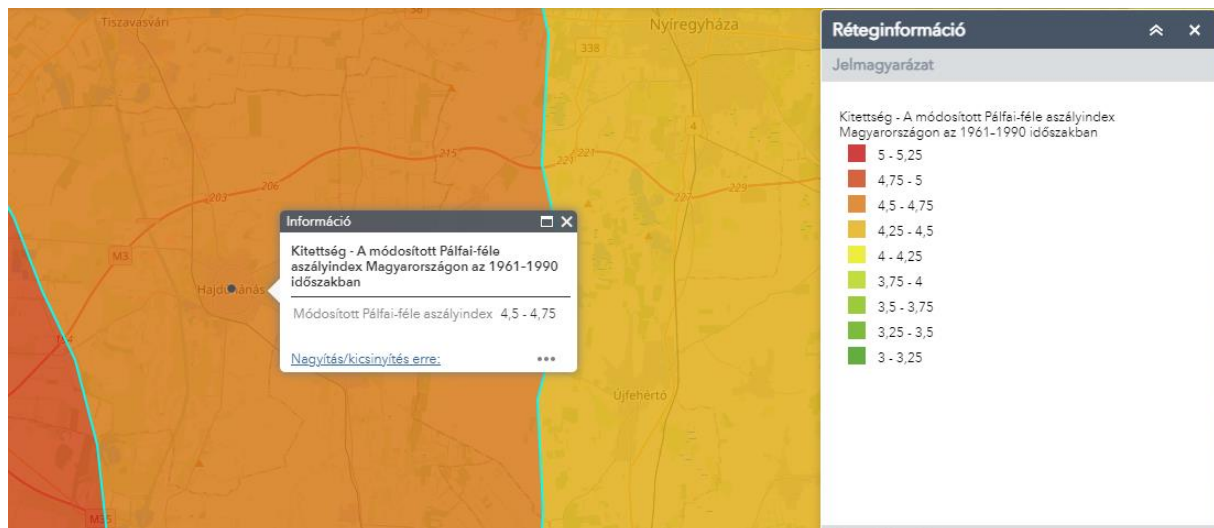 Tiszavasvári
36
Nyíregyháza
338
4
215
221
221
206
203
227
229
M3
Hajdúnánás
Újfehértó
M35
Információ
Kitettség - A módosított Pálfai-féle
aszályindex Magyarországon az 1961-1990
időszakban
Módosított Pálfai-féle aszályindex 4,5 - 4,75
Nagyítás/kicsinyítés erre:
Réteginformáció
Jelmagyarázat
Kitettség - A módosított Pálfai-féle aszályindex
Magyarországon az 1961-1990 időszakban
5 - 5,25
4,75 - 5
4,5 - 4,75
4,25 - 4,5
4 - 4,25
3,75 - 4
3,5 - 3,75
3,25 - 3,5
3 - 3,25